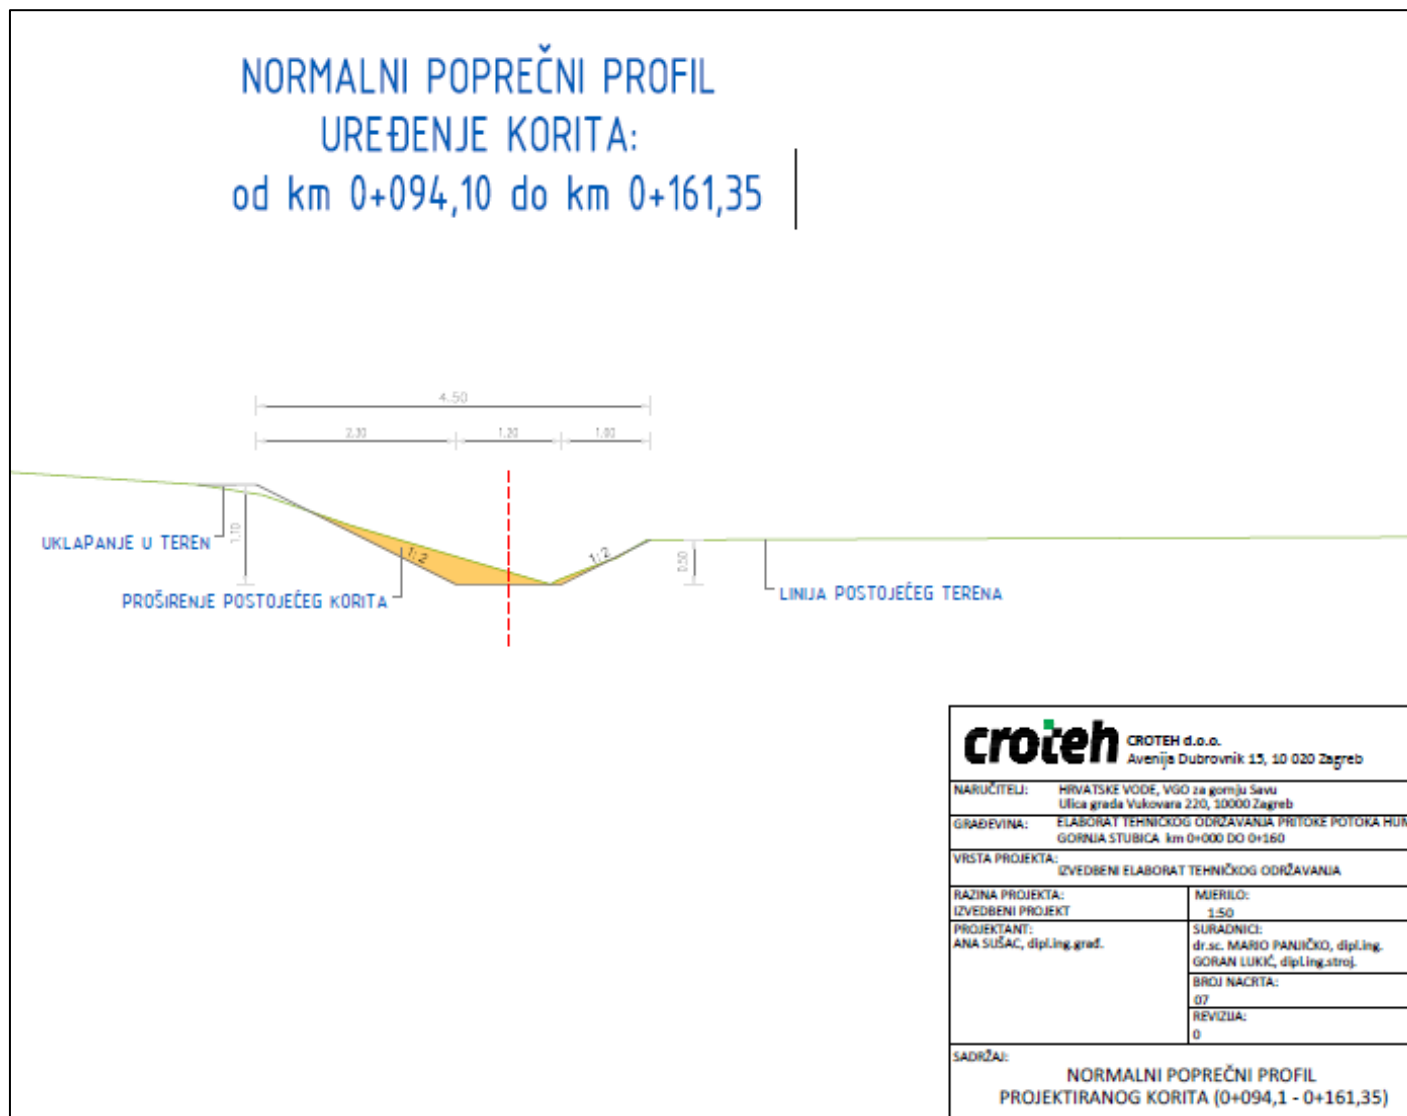 NORMALNI POPREČNI PROFIL
UREĐENJE KORITA:
od km 0+094,10 do km 0+161,35
4.50
2.30
1.20
1.00
1.10
0.50
1:2
1:2
UKLAPANJE U TEREN
PROŠIRENJE POSTOJEĆEG KORITA
LINIJA POSTOJEĆEG TERENA
croteh
CROTEH d.o.o.
Avenija Dubrovnik 15, 10 020 Zagreb
NARUČITELJ: HRVATSKE VODE, VGO za gornju Savu
Ulica grada Vukovara 220, 10000 Zagreb
GRAĐEVINA: ELABORAT TEHNIČKOG ODRŽAVANJA PRITOKE POTOKA HUM
GORNJA STUBICA km 0+000 DO 0+160
VRSTA PROJEKTA:
IZVEDBENI ELABORAT TEHNIČKOG ODRŽAVANJA
RAZINA PROJEKTA:
IZVEDBENI PROJEKT
MJERILO:
1:50
PROJEKTANT:
ANA SUŠAC, dipl.ing.građ.
SURADNICI:
dr.sc. MARIO PANJIČKO, dipl.ing.
GORAN LUKIĆ, dipl.ing.stroj.
BROJ NACRTA:
07
REVIZIJA:
0
SADRŽAJ:
NORMALNI POPREČNI PROFIL
PROJEKTIRANOG KORITA (0+094,1 - 0+161,35)